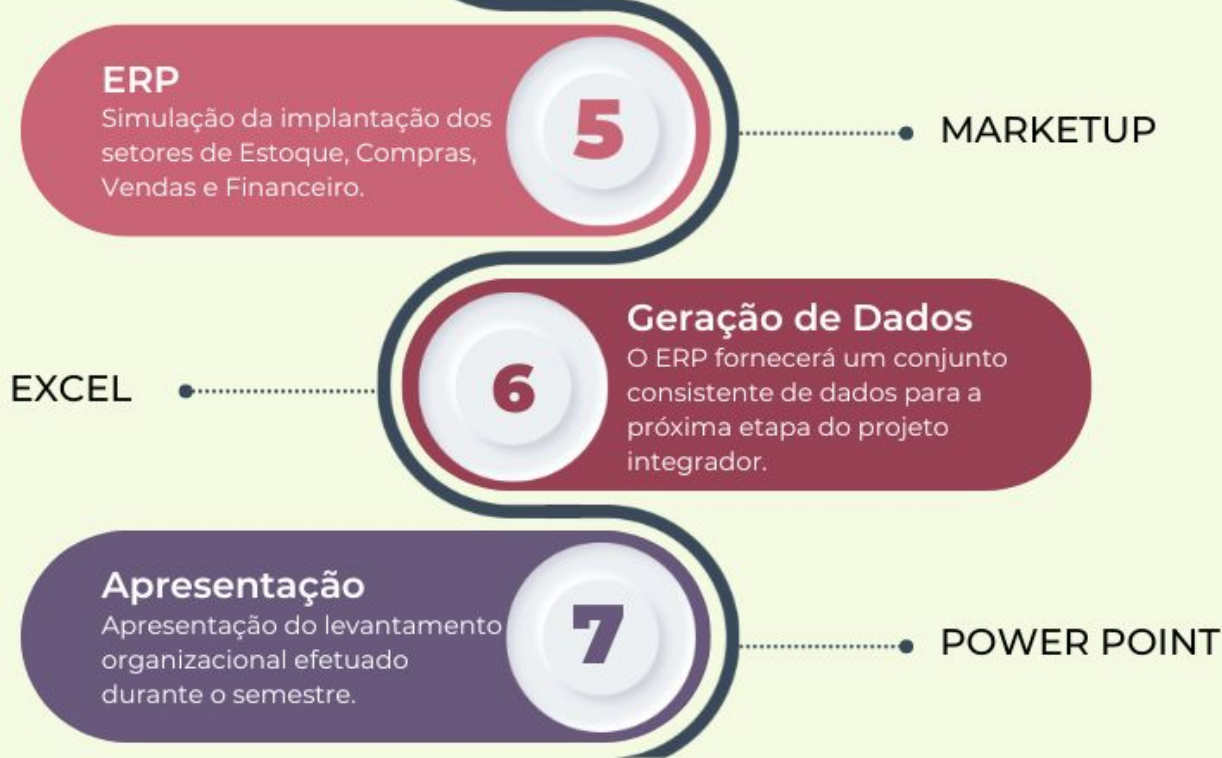 ERP
Simulação da implantação dos
setores de Estoque, Compras,
Vendas e Financeiro.
5
MARKETUP
EXCEL
6
Geração de Dados
O ERP fornecerá um conjunto
consistente de dados para a
próxima etapa do projeto
integrador.
Apresentação
Apresentação do levantamento
organizacional efetuado
durante o semestre.
7
POWER POINT